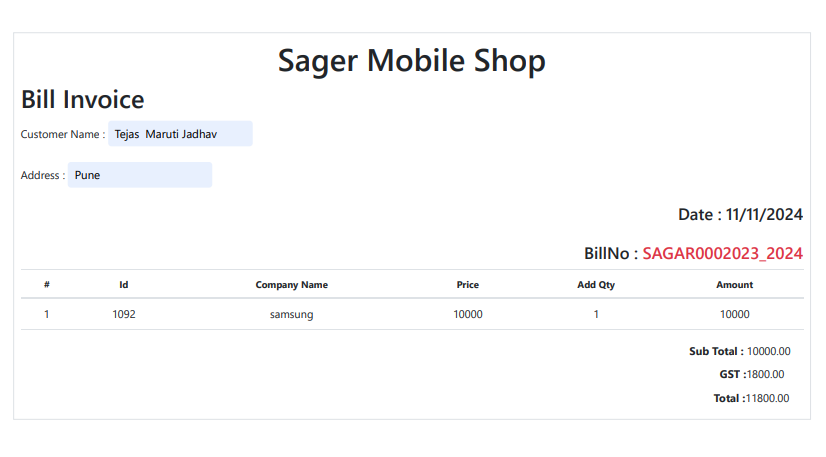 Sager Mobile Shop
Bill Invoice
Customer Name : Tejas Maruti Jadhav
Address : Pune
Date : 11/11/2024
BillNo : SAGAR0002023_2024
# Id Company Name Price Add Qty Amount
1 1092 samsung 10000 1 10000
Sub Total : 10000.00
GST :1800.00
Total :11800.00